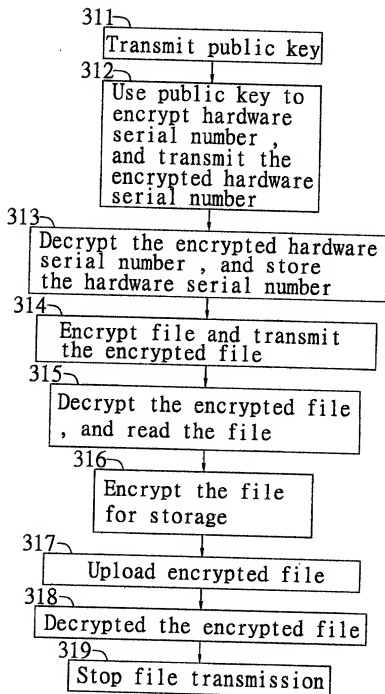 311
Transmit public key
312
Use public key to
encrypt hardware
serial number ,
and transmit the
encrypted hardware
serial number
313
Decrypt the encrypted hardware
serial number , and store
the hardware serial number
314
Encrypt file and transmit
the encrypted file
315
Decrypt the encrypted file
, and read the file
316
Encrypt the file
for storage
317
Upload encrypted file
318
Decrypted the encrypted file
319
Stop file transmission